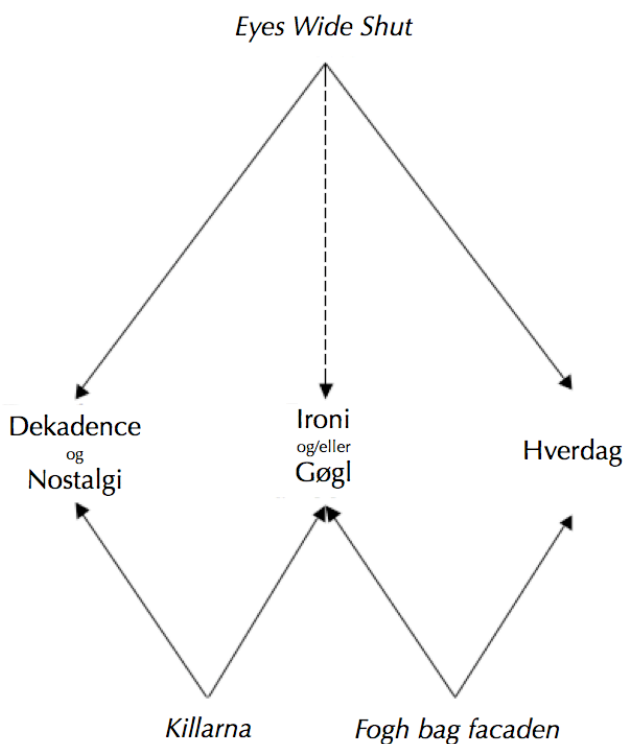 Eyes Wide Shut
Dekadence
og
Nostalgi
Ironi
og/eller
Gøgl
Hverdag
Killarna
Fogh bag facaden